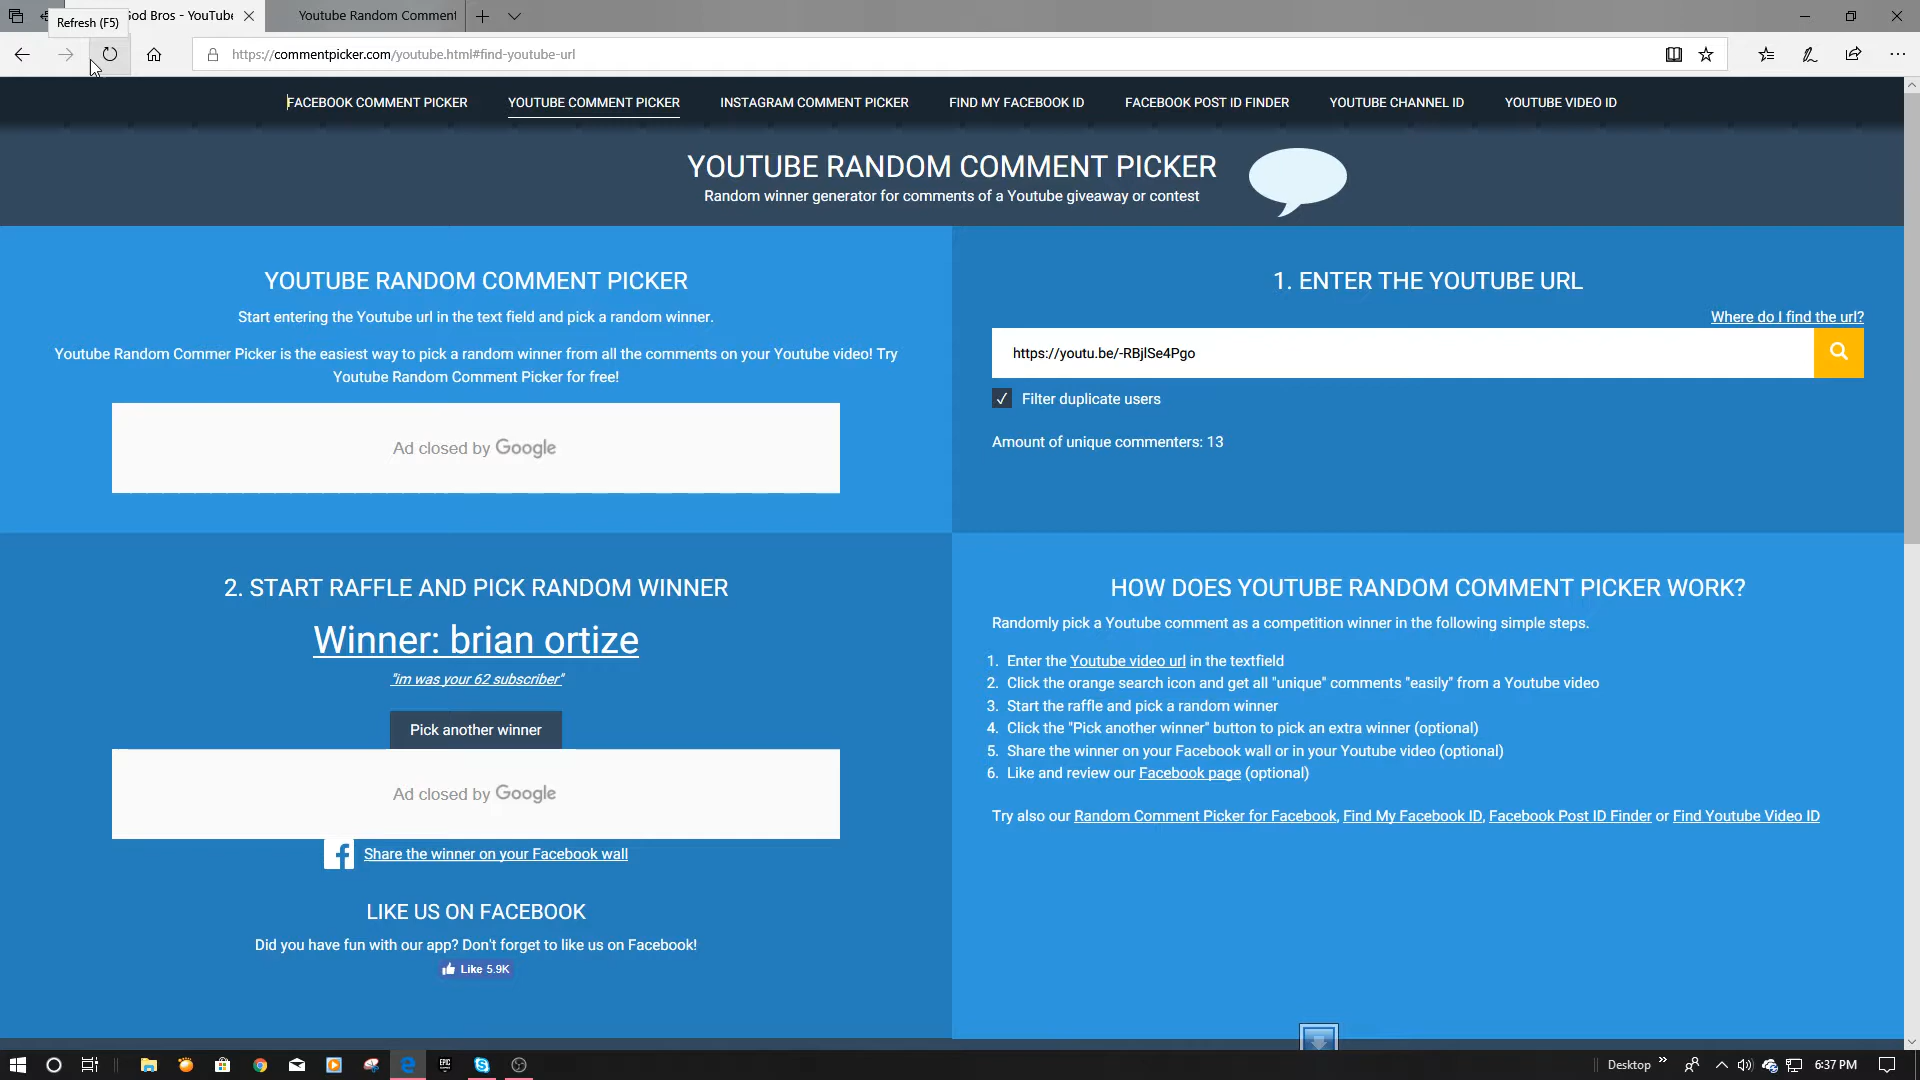 God Bros - YouTube
Youtube Random Comment
Refresh (F5)
https://commentpicker.com/youtube.html#find-youtube-url
FACEBOOK COMMENT PICKER
YOUTUBE COMMENT PICKER
INSTAGRAM COMMENT PICKER
FIND MY FACEBOOK ID
FACEBOOK POST ID FINDER
YOUTUBE CHANNEL ID
YOUTUBE VIDEO ID
YOUTUBE RANDOM COMMENT PICKER
Random winner generator for comments of a Youtube giveaway or contest
YOUTUBE RANDOM COMMENT PICKER
Start entering the Youtube url in the text field and pick a random winner.
Youtube Random Commer Picker is the easiest way to pick a random winner from all the comments on your Youtube video! Try
Youtube Random Comment Picker for free!
Ad closed by Google
1. ENTER THE YOUTUBE URL
Where do I find the url?
https://youtu.be/-RBjlSe4Pgo
Filter duplicate users
Amount of unique commenters: 13
2. START RAFFLE AND PICK RANDOM WINNER
Winner: brian ortize
"im was your 62 subscriber"
Pick another winner
Ad closed by Google
Share the winner on your Facebook wall
LIKE US ON FACEBOOK
Did you have fun with our app? Don't forget to like us on Facebook!
Like 5.9K
HOW DOES YOUTUBE RANDOM COMMENT PICKER WORK?
Randomly pick a Youtube comment as a competition winner in the following simple steps.
1. Enter the Youtube video url in the textfield
2. Click the orange search icon and get all "unique" comments "easily" from a Youtube video
3. Start the raffle and pick a random winner
4. Click the "Pick another winner" button to pick an extra winner (optional)
5. Share the winner on your Facebook wall or in your Youtube video (optional)
6. Like and review our Facebook page (optional)
Try also our Random Comment Picker for Facebook, Find My Facebook ID, Facebook Post ID Finder or Find Youtube Video ID
EPIC
Desktop
6:37 PM